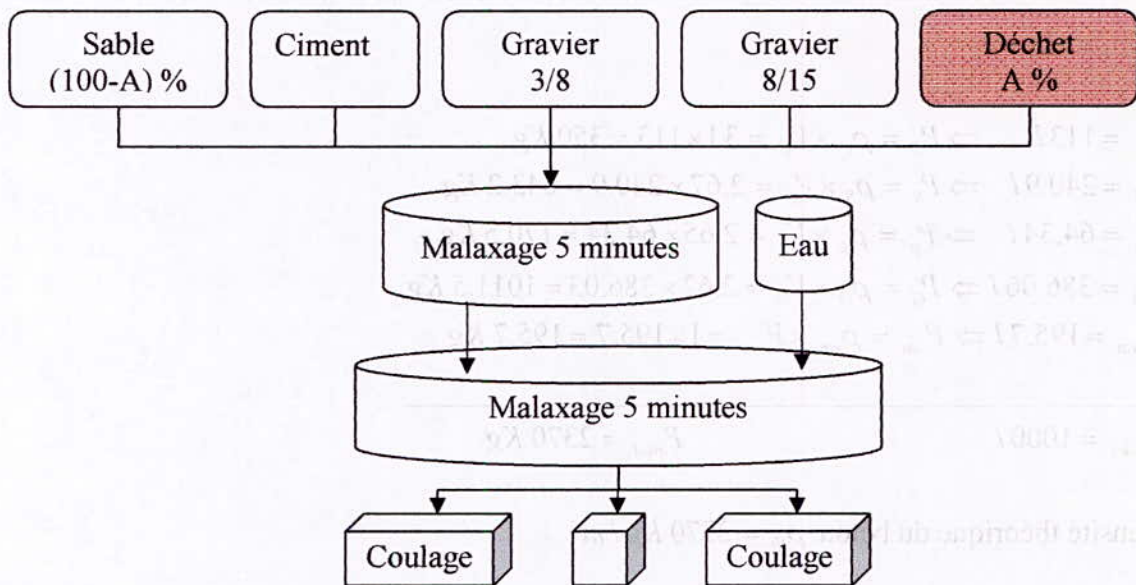 Sable
(100-A) %
Ciment
Gravier
3/8
Gravier
8/15
Déchet
A %
Malaxage 5 minutes
Eau
Malaxage 5 minutes
Coulage
Coulage